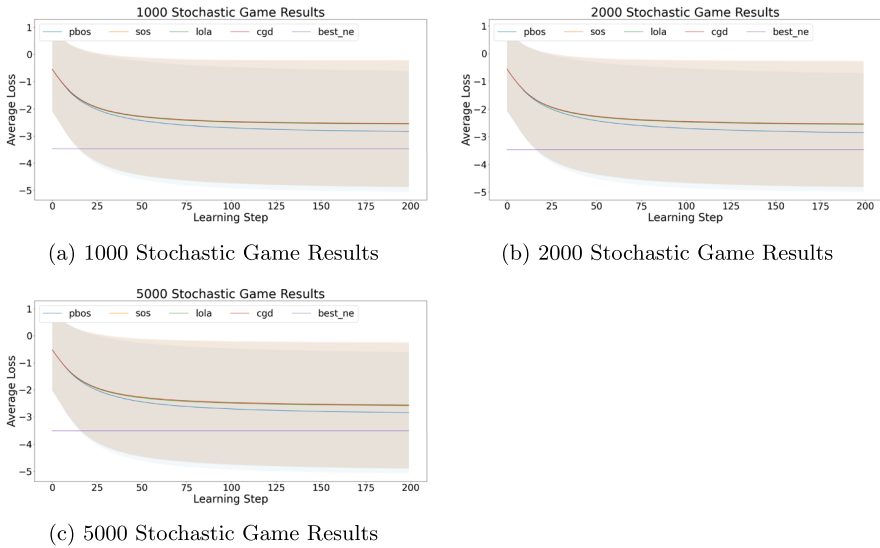 1000 Stochastic Game Results
pbos sos lola cgd best_ne
1
0
−1
−2
−3
−4
−5
Average Loss
0 25 50 75 100 125 150 175 200
Learning Step
(a) 1000 Stochastic Game Results
2000 Stochastic Game Results
pbos sos lola cgd best_ne
1
0
−1
−2
−3
−4
−5
Average Loss
0 25 50 75 100 125 150 175 200
Learning Step
(b) 2000 Stochastic Game Results
5000 Stochastic Game Results
pbos sos lola cgd best_ne
1
0
−1
−2
−3
−4
−5
Average Loss
0 25 50 75 100 125 150 175 200
Learning Step
(c) 5000 Stochastic Game Results